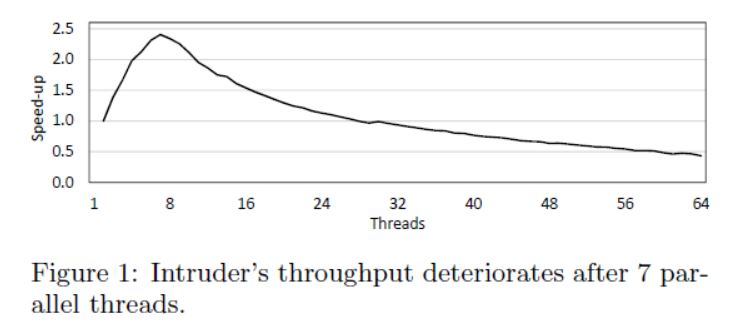 2.5
2.0
1.5
1.0
0.5
0.0
Speed-up
1 8 16 24 32 40 48 56 64
Threads
Figure 1: Intruder's throughput deteriorates after 7 par-
allel threads.